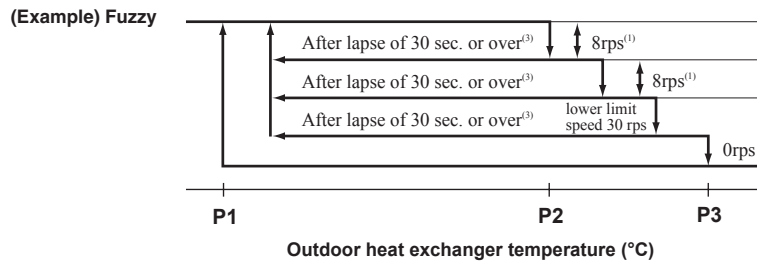 (Example) Fuzzy
After lapse of 30 sec. or over(3)
8rps(1)
After lapse of 30 sec. or over(3)
8rps(1)
After lapse of 30 sec. or over(3)
lower limit
speed 30 rps
0rps
P1
P2
P3
Outdoor heat exchanger temperature (°C)